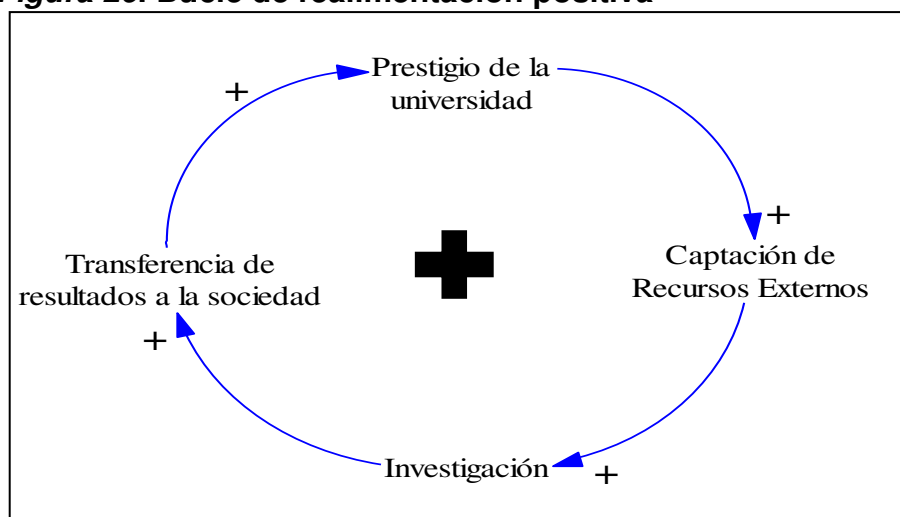 Prestigio de la
universidad
+
+
Transferencia de
resultados a la sociedad
Captación de
Recursos Externos
+
Investigación
+